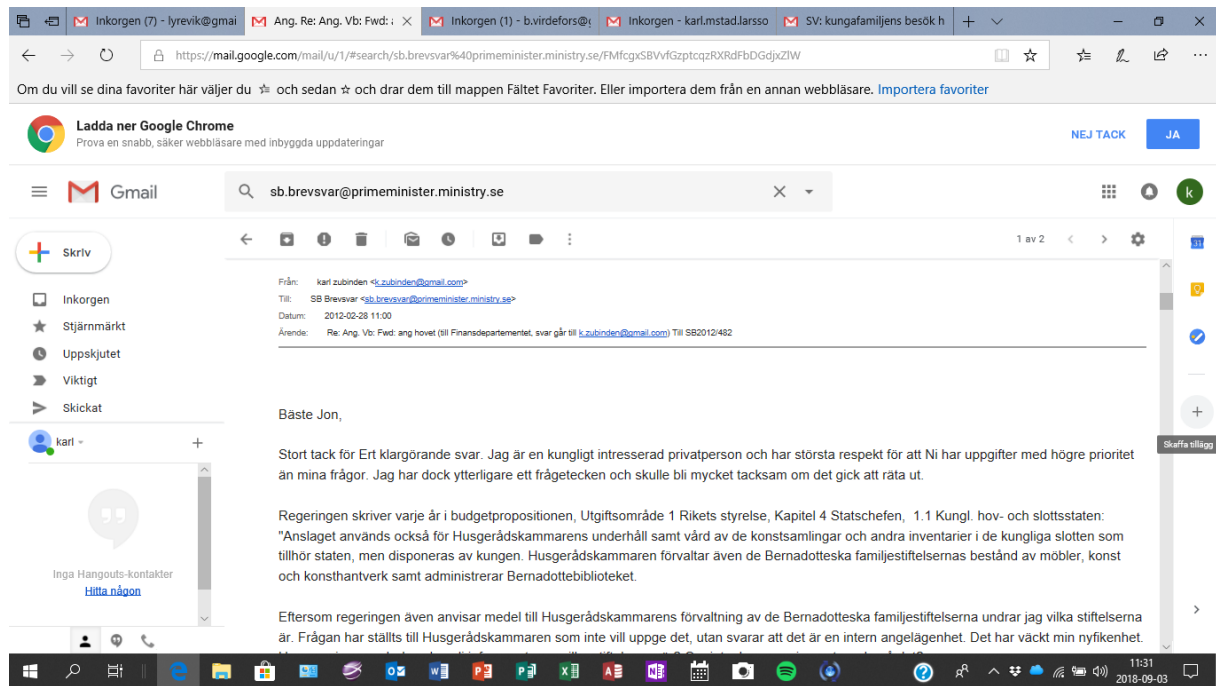 Inkorgen (7) - lyrevik@gmai
Ang. Re: Ang. Vb: Fwd: a
Inkorgen (1) - b.virdefors@g
Inkorgen - karl.mstad.larsso
SV: kungafamiljens besök h
https://mail.google.com/mail/u/1/#search/sb.brevsvar%40primeminister.ministry.se/FMfcgxSBVvfGzptcqzRXRdFbDGdjxZlW
Om du vill se dina favoriter här väljer du och sedan och drar dem till mappen Fältet Favoriter. Eller importera dem från en annan webbläsare. Importera favoriter
Ladda ner Google Chrome
Prova en snabb, säker webbläsare med inbyggda uppdateringar
NEJ TACK
JA
Gmail
sb.brevsvar@primeminister.ministry.se
k
Skriv
1 av 2
31
Inkorgen
Stjärnmärkt
Uppskjutet
Viktigt
Skickat
karl
Inga Hangouts-kontakter
Hitta någon
Från: karl zubinden <k.zubinden@gmail.com>
Till: SB Brevsvar <sb.brevsvar@primeminister.ministry.se>
Datum: 2012-02-28 11:00
Ärende: Re: Ang. Vb: Fwd: ang hovet (till Finansdepartementet, svar går till k.zubinden@gmail.com) Till SB2012/482
Bäste Jon,
Stort tack för Ert klargörande svar. Jag är en kungligt intresserad privatperson och har största respekt för att Ni har uppgifter med högre prioritet
än mina frågor. Jag har dock ytterligare ett frågetecken och skulle bli mycket tacksam om det gick att räta ut.
Regeringen skriver varje år i budgetpropositionen, Utgiftsområde 1 Rikets styrelse, Kapitel 4 Statschefen, 1.1 Kungl. hov- och slottsstaten:
"Anslaget används också för Husgerådskammarens underhåll samt vård av de konstsamlingar och andra inventarier i de kungliga slotten som
tillhör staten, men disponeras av kungen. Husgerådskammaren förvaltar även de Bernadotteska familjestiftelsernas bestånd av möbler, konst
och konsthantverk samt administrerar Bernadottebiblioteket.
Eftersom regeringen även anvisar medel till Husgerådskammarens förvaltning av de Bernadotteska familjestiftelserna undrar jag vilka stiftelserna
är. Frågan har ställts till Husgerådskammaren som inte vill uppge det, utan svarar att det är en intern angelägenhet. Det har väckt min nyfikenhet.
Skaffa tillägg
11:31
2018-09-03